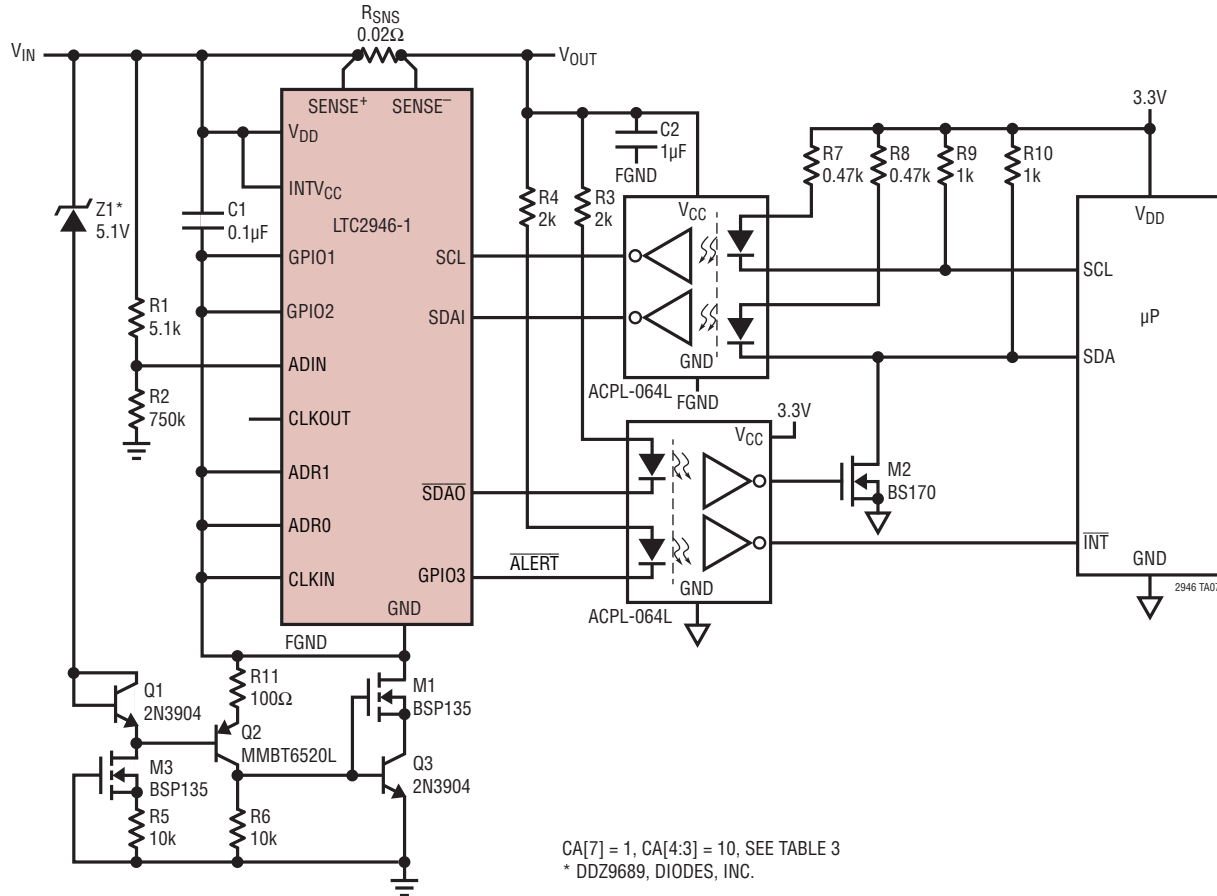 RSNS
0.02Ω
VIN
VOUT
SENSE+
SENSE–
VDD
INTVCC
LTC2946-1
GPIO1
GPIO2
ADIN
CLKOUT
ADR1
ADR0
CLKIN
SCL
SDAI
SDAO
GPIO3
GND
ALERT
FGND
Z1*
5.1V
C1
0.1µF
R1
5.1k
R2
750k
C2
1µF
FGND
R4
2k
R3
2k
VCC
GND
ACPL-064L
FGND
3.3V
R7
0.47k
R8
0.47k
R9
1k
R10
1k
VDD
SCL
µP
SDA
INT
GND
3.3V
VCC
GND
ACPL-064L
M2
BS170
2946 TA07
Q1
2N3904
R11
100Ω
Q2
MMBT6520L
M1
BSP135
Q3
2N3904
M3
BSP135
R5
10k
R6
10k
CA[7] = 1, CA[4:3] = 10, SEE TABLE 3
* DDZ9689, DIODES, INC.